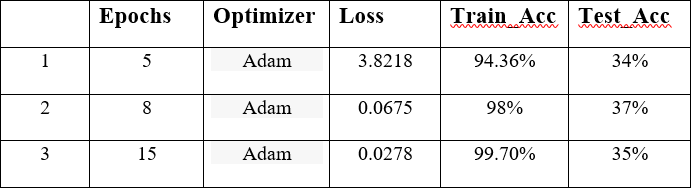 Epochs Optimizer Loss Train_Acc Test_Acc
1 5 Adam 3.8218 94.36% 34%
2 8 Adam 0.0675 98% 37%
3 15 Adam 0.0278 99.70% 35%